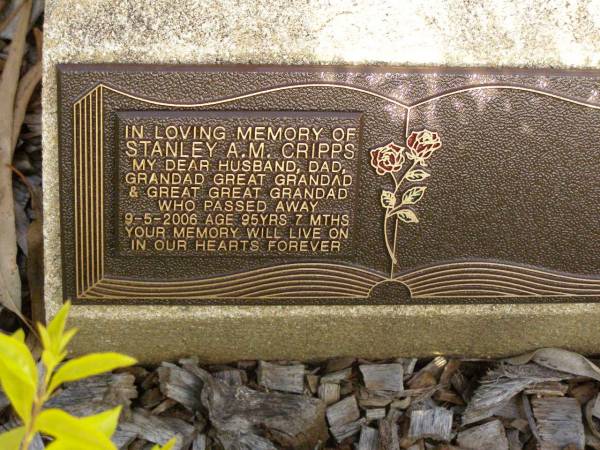 IN LOVING MEMORY OF
STANLEY A.M. CRIPPS
MY DEAR HUSBAND, DAD,
GRANDAD GREAT GRANDAD
& GREAT GREAT GRANDAD
WHO PASSED AWAY
9-5-2006 AGE 95YRS 7 MTHS
YOUR MEMORY WILL LIVE ON
IN OUR HEARTS FOREVER